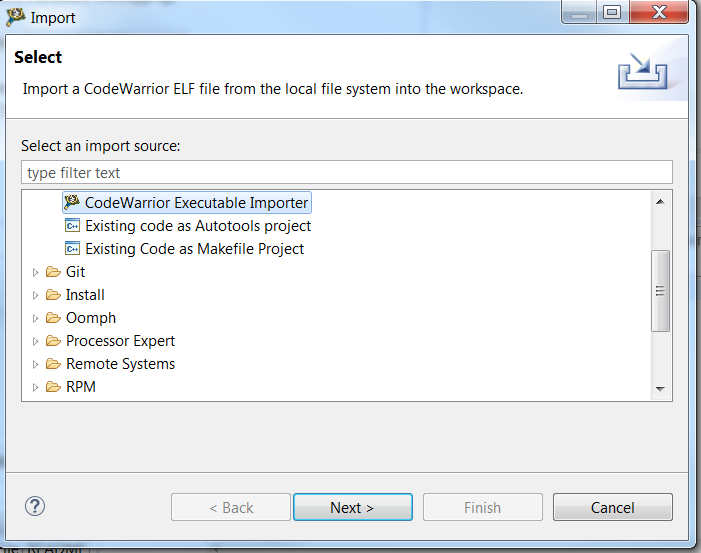 Import
Select
Import a CodeWarrior ELF file from the local file system into the workspace.
Select an import source:
type filter text
CodeWarrior Executable Importer
Existing code as Autotools project
Existing Code as Makefile Project
Git
Install
Oomph
Processor Expert
Remote Systems
RPM
< Back
Next >
Finish
Cancel